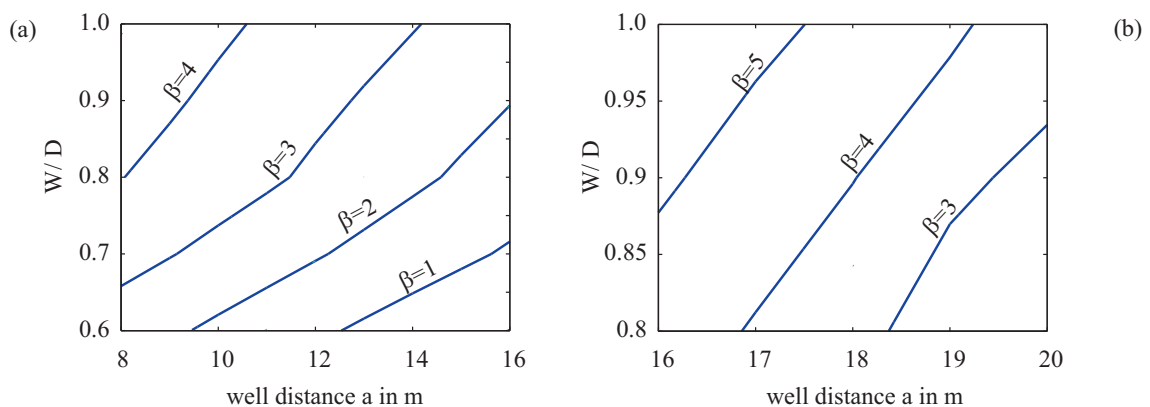 (a)
W/ D
1.0
0.9
0.8
0.7
0.6
8 10 12 14 16
well distance a in m
β=4
β=3
β=2
β=1
(b)
W/ D
1.0
0.95
0.9
0.85
0.8
16 17 18 19 20
well distance a in m
β=5
β=4
β=3